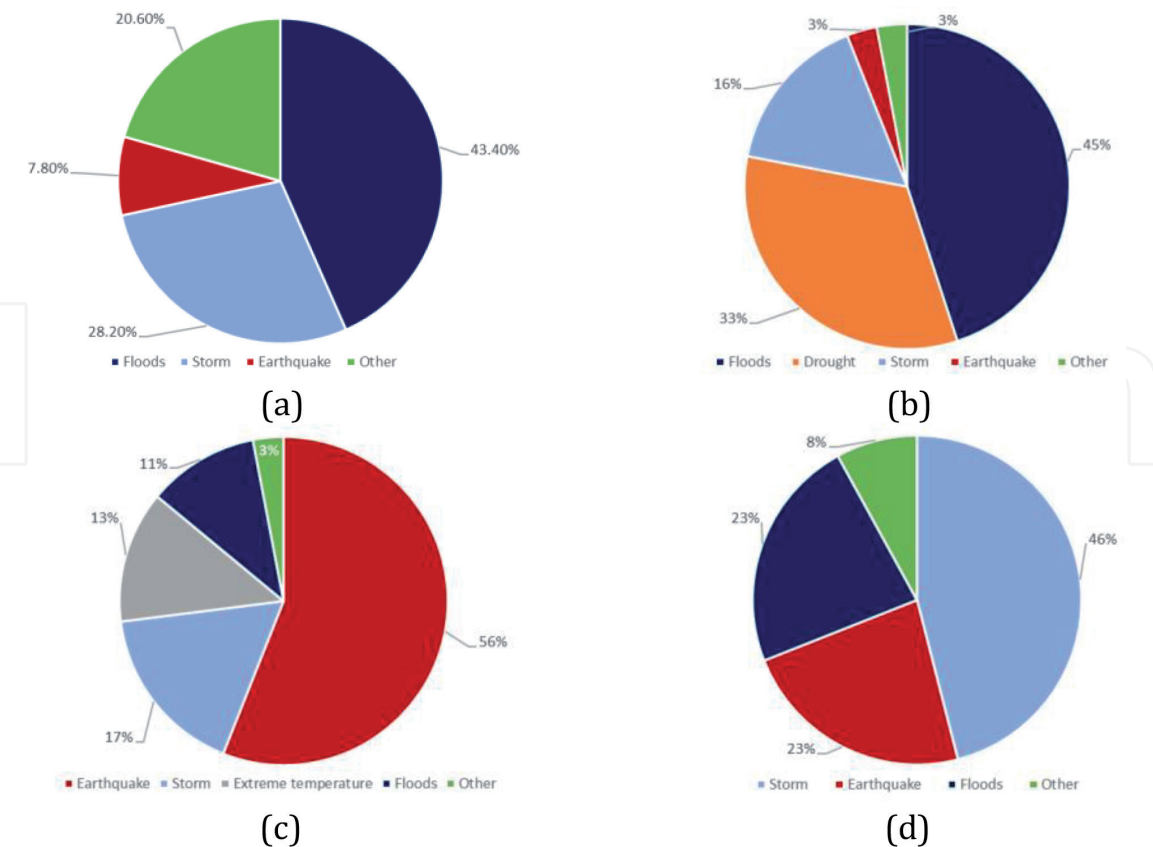 20.60%
43.40%
7.80%
28.20%
Floods Storm Earthquake Other
(a)
3% 3%
16%
45%
33%
Floods Drought Storm Earthquake Other
(b)
3%
11%
13%
56%
17%
Earthquake Storm Extreme temperature Floods Other
(c)
8%
23%
46%
23%
Storm Earthquake Floods Other
(d)